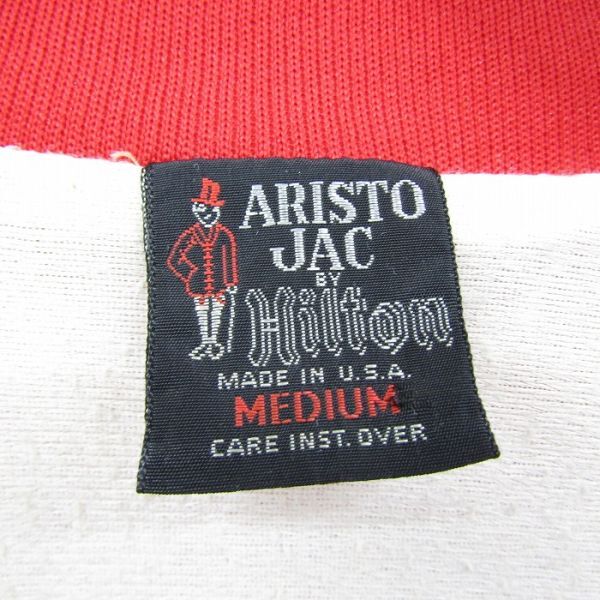 ARISTO
JAC
BY
Hilton
MADE IN U.S.A.
MEDIUM
CARE INST. OVER